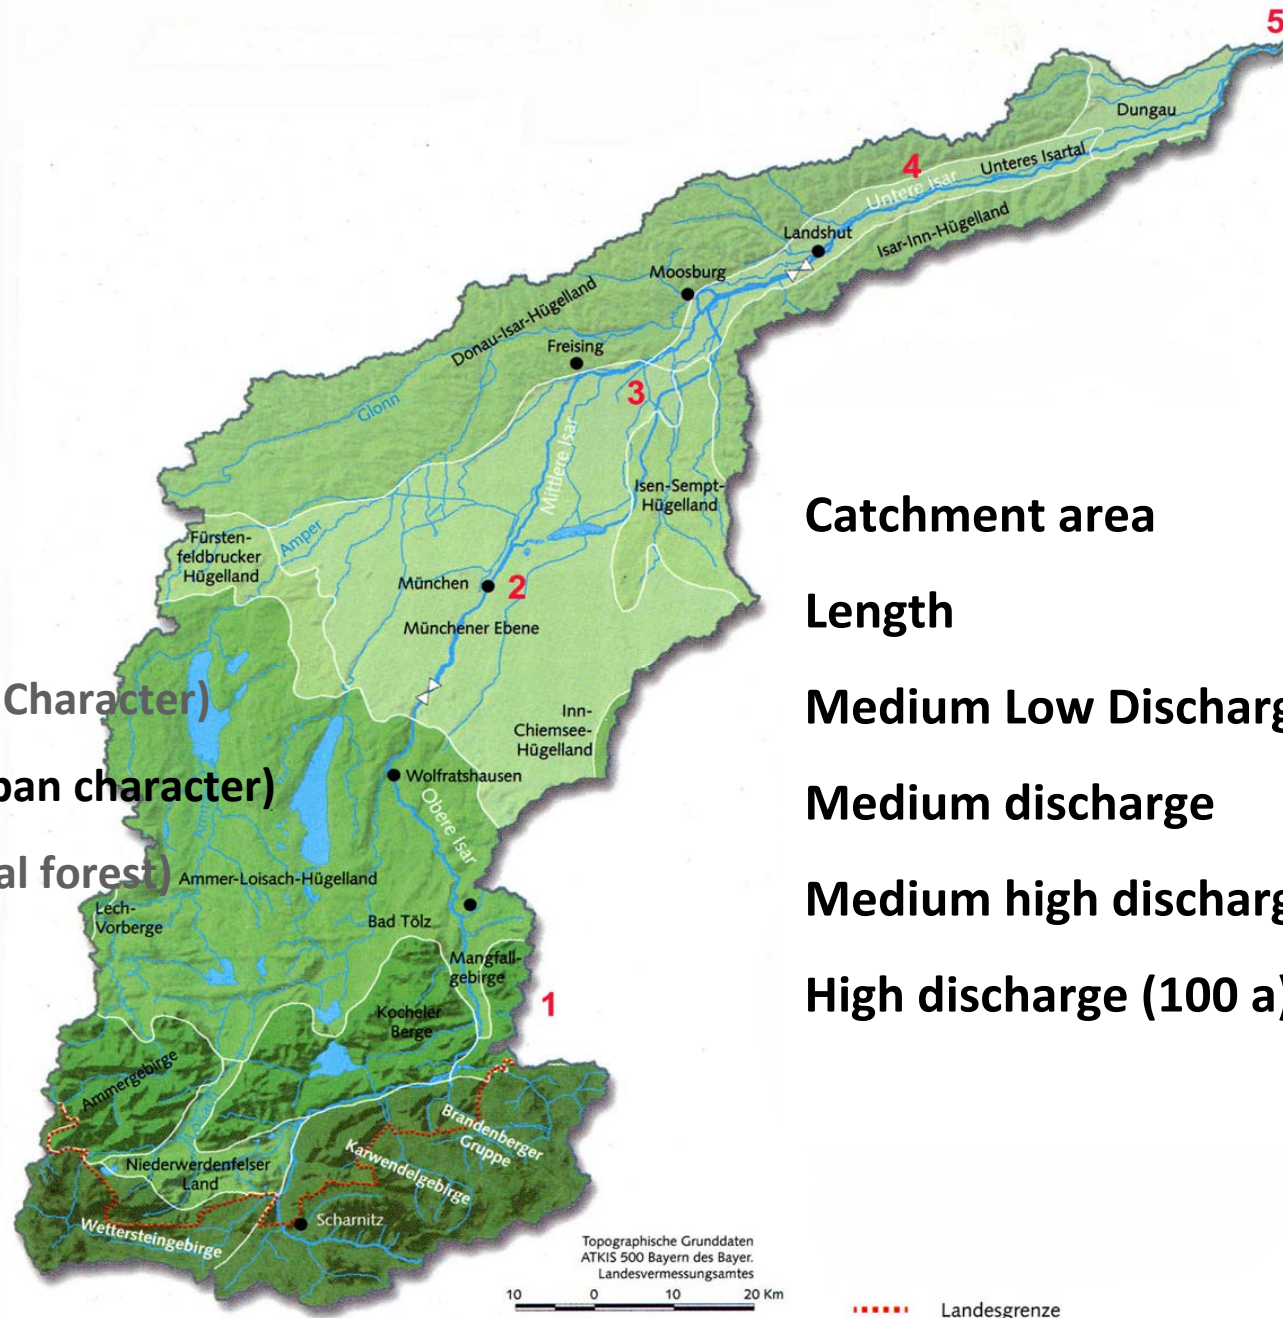 5
Dungau
4
Unteres Isartal
Untere Isar
Landshut
Isar-Inn-Hügelland
Moosburg
Donau-Isar-Hügelland
Freising
3
Glonn
Mittlere Isar
Isen-Sempt-
Hügelland
Catchment area
Amper
Fürsten-
feldbrucker
Hügelland
München
2
Length
Münchener Ebene
Character)
Medium Low Discharg
Inn-
Chiemsee-
Hügelland
Wolfratshausen
ban character)
Medium discharge
Obere Isar
al forest)
Ammer-Loisach-Hügelland
Medium high discharg
Lech-
Vorberge
Bad Tölz
Mangfall-
gebirge
1
High discharge (100 a)
Kocheler
Berge
Ammergebirge
Loisach
Brandenberger
Gruppe
Karwendelgebirge
Niederwerdenfelser
Land
Scharnitz
Wettersteingebirge
Topographische Grunddaten
ATKIS 500 Bayern des Bayer.
Landesvermessungsamtes
10 0 10 20 Km
Landesgrenze